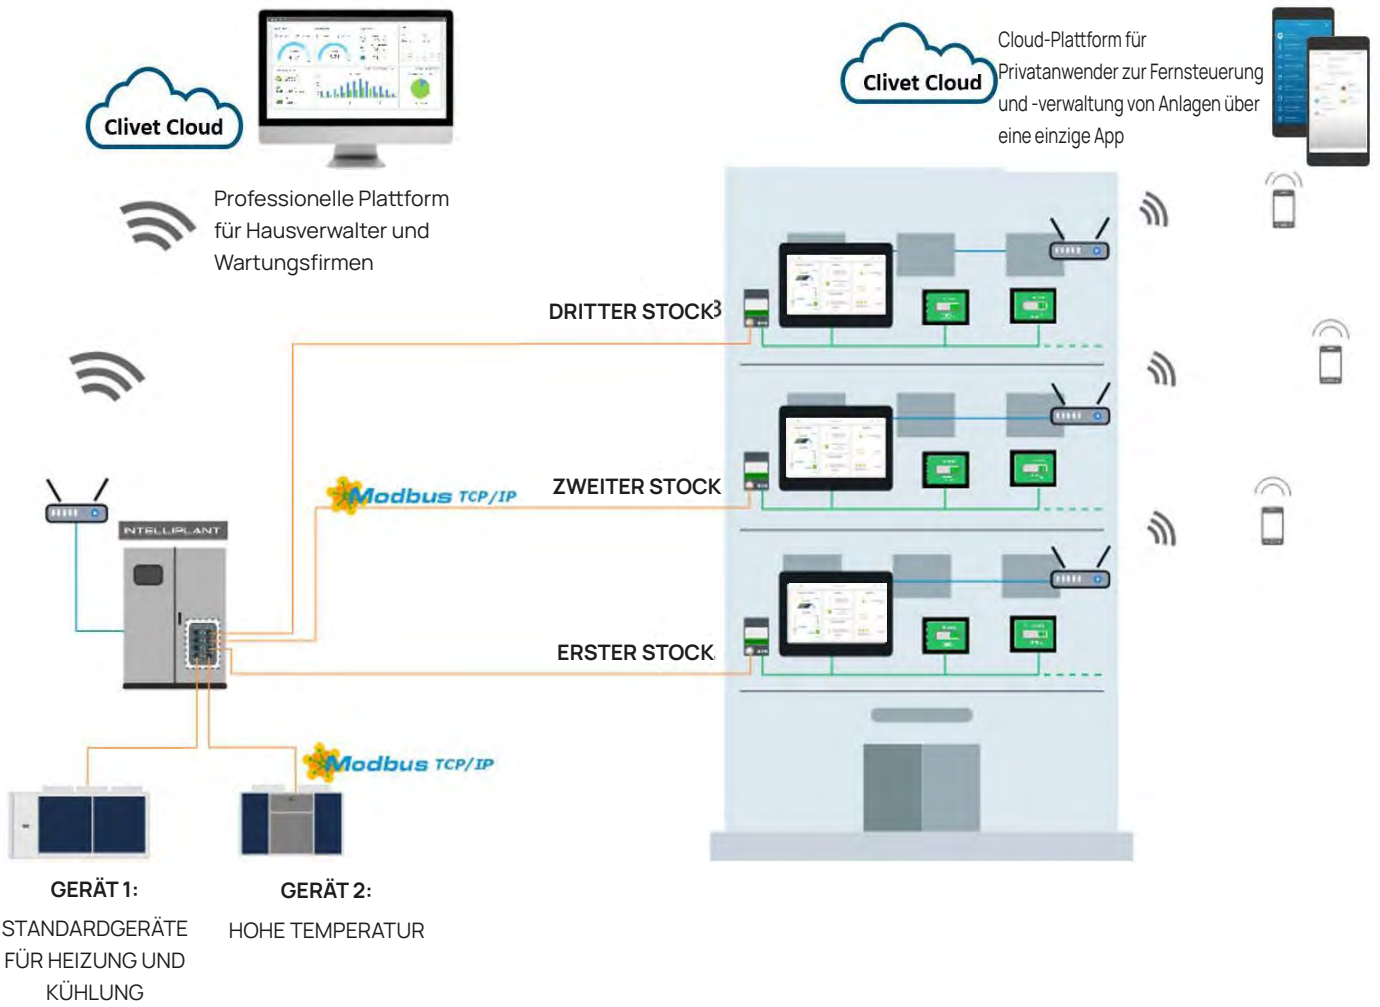 Clivet Cloud
Professionelle Plattform
für Hausverwalter und
Wartungsfirmen
Clivet Cloud
Cloud-Plattform für
Privatanwender zur Fernsteuerung
und -verwaltung von Anlagen über
eine einzige App
DRITTER STOCK
Modbus TCP/IP
ZWEITER STOCK
INTELLIPLANT
ERSTER STOCK
Modbus TCP/IP
GERÄT 1:
STANDARDGERÄTE
FÜR HEIZUNG UND
KÜHLUNG
GERÄT 2:
HOHE TEMPERATUR